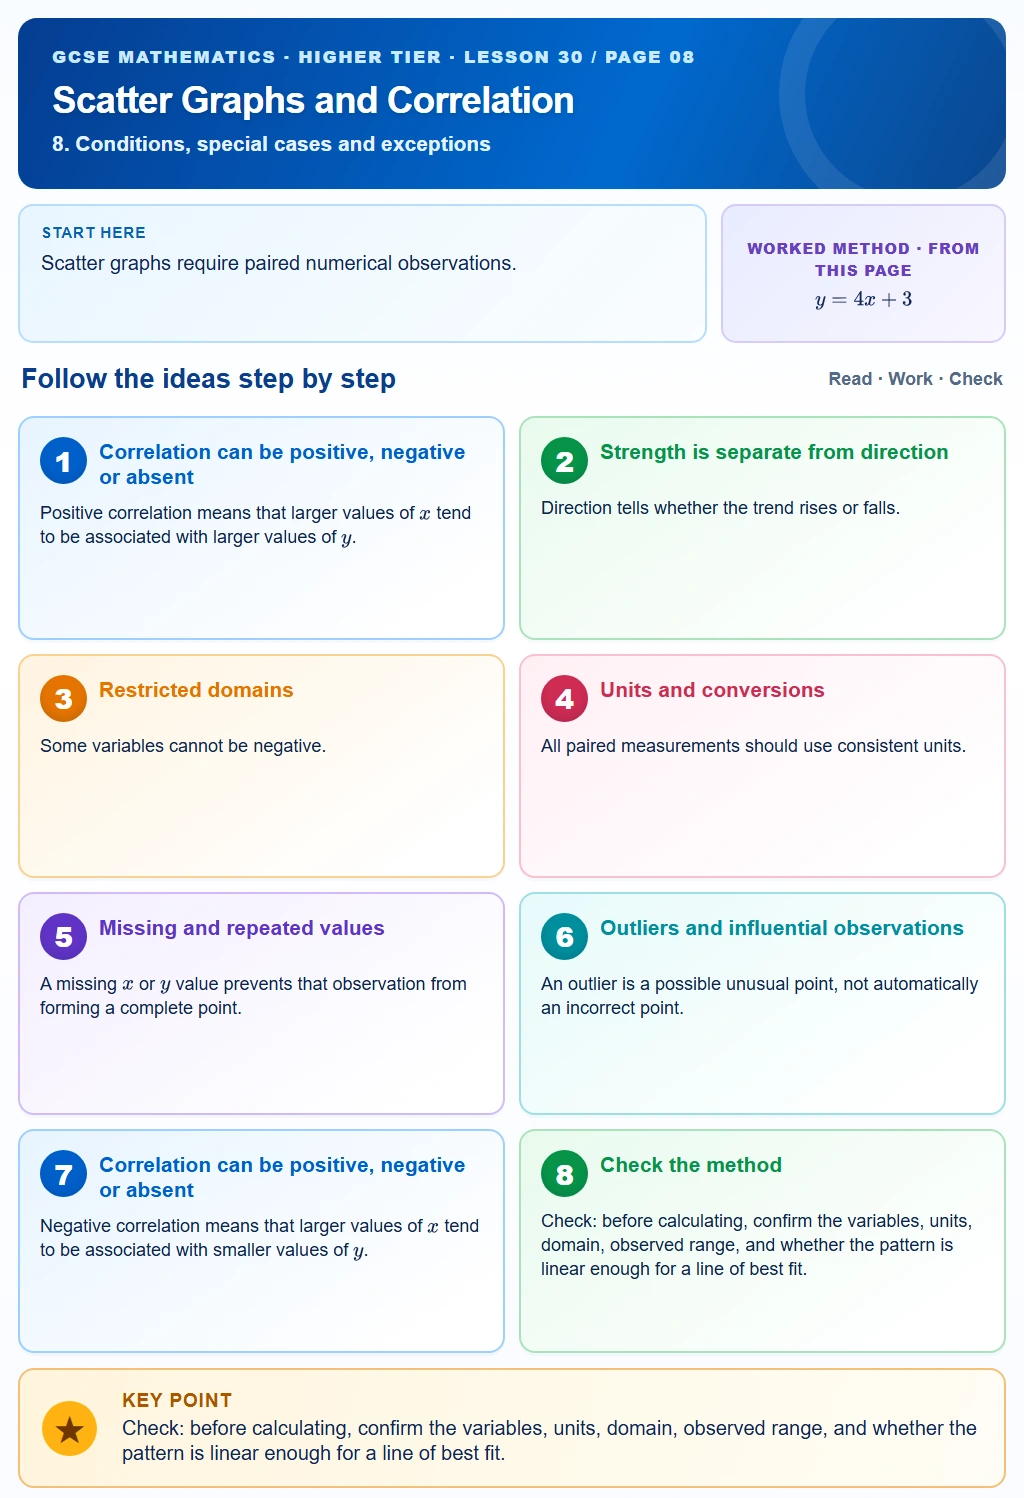 GCSE MATHEMATICS · HIGHER TIER · LESSON 30 / PAGE 08
Scatter Graphs and Correlation
8. Conditions, special cases and exceptions
START HERE
Scatter graphs require paired numerical observations.
WORKED METHOD · FROM
THIS PAGE
y = 4x + 3
Follow the ideas step by step
Read · Work · Check
1
Correlation can be positive, negative
or absent
Positive correlation means that larger values of x tend
to be associated with larger values of y.
2
Strength is separate from direction
Direction tells whether the trend rises or falls.
3
Restricted domains
Some variables cannot be negative.
4
Units and conversions
All paired measurements should use consistent units.
5
Missing and repeated values
A missing x or y value prevents that observation from
forming a complete point.
6
Outliers and influential observations
An outlier is a possible unusual point, not automatically
an incorrect point.
7
Correlation can be positive, negative
or absent
Negative correlation means that larger values of x tend
to be associated with smaller values of y.
8
Check the method
Check: before calculating, confirm the variables, units,
domain, observed range, and whether the pattern is
linear enough for a line of best fit.
KEY POINT
Check: before calculating, confirm the variables, units, domain, observed range, and whether the
pattern is linear enough for a line of best fit.